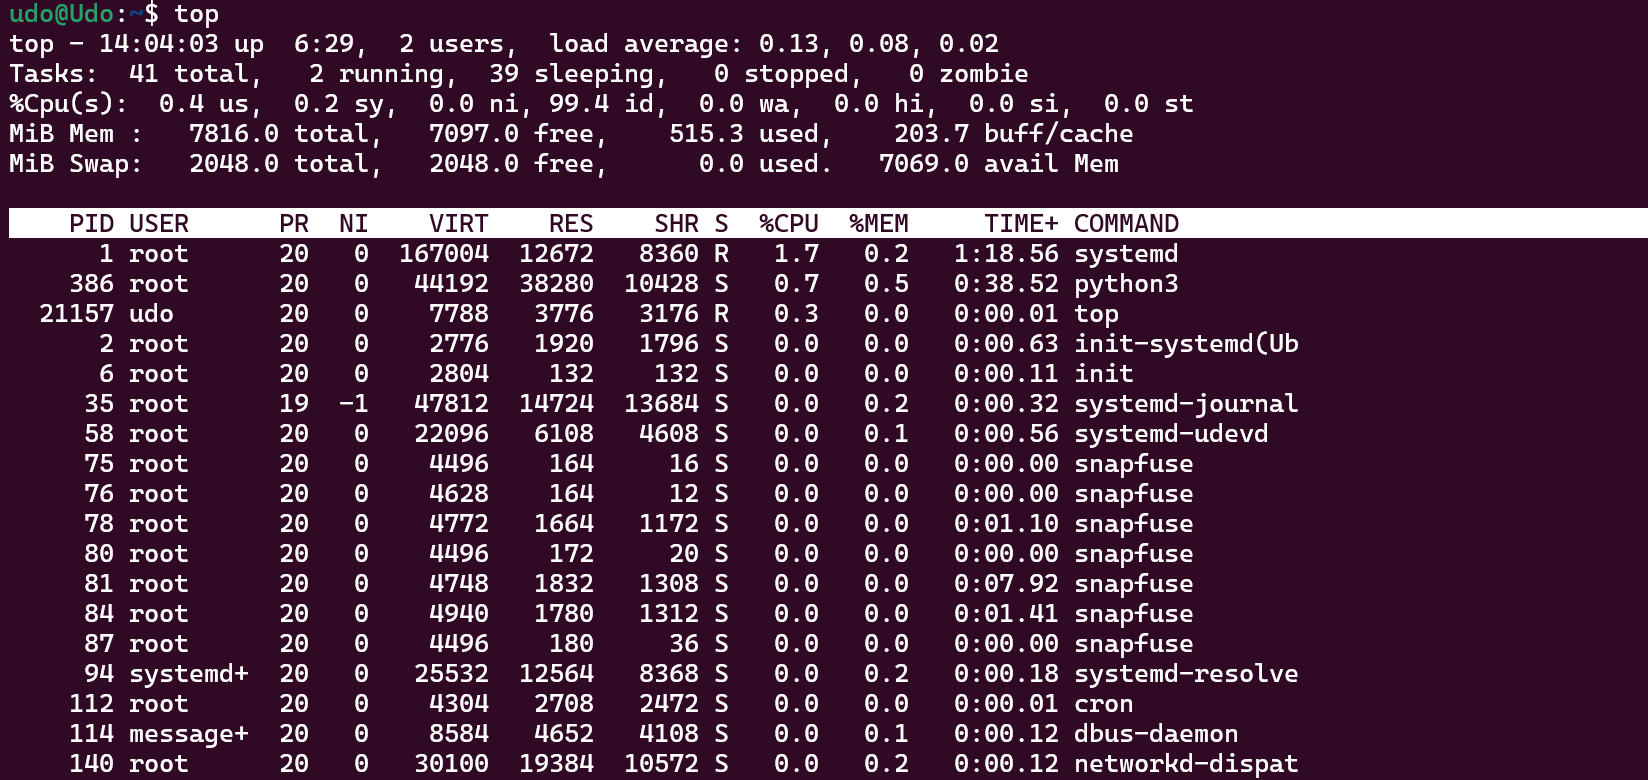 udo@Udo:~$ top
top - 14:04:03 up  6:29,  2 users,  load average: 0.13, 0.08, 0.02
Tasks:  41 total,   2 running,  39 sleeping,   0 stopped,   0 zombie
%Cpu(s):  0.4 us,  0.2 sy,  0.0 ni, 99.4 id,  0.0 wa,  0.0 hi,  0.0 si,  0.0 st
MiB Mem :   7816.0 total,   7097.0 free,    515.3 used,    203.7 buff/cache
MiB Swap:   2048.0 total,   2048.0 free,      0.0 used.   7069.0 avail Mem
    PID USER      PR  NI    VIRT    RES    SHR S  %CPU  %MEM     TIME+ COMMAND
      1 root      20   0  167004  12672   8360 R   1.7   0.2   1:18.56 systemd
    386 root      20   0   44192  38280  10428 S   0.7   0.5   0:38.52 python3
  21157 udo       20   0    7788   3776   3176 R   0.3   0.0   0:00.01 top
      2 root      20   0    2776   1920   1796 S   0.0   0.0   0:00.63 init-systemd(Ub
      6 root      20   0    2804    132    132 S   0.0   0.0   0:00.11 init
     35 root      19  -1   47812  14724  13684 S   0.0   0.2   0:00.32 systemd-journal
     58 root      20   0   22096   6108   4608 S   0.0   0.1   0:00.56 systemd-udevd
     75 root      20   0    4496    164     16 S   0.0   0.0   0:00.00 snapfuse
     76 root      20   0    4628    164     12 S   0.0   0.0   0:00.00 snapfuse
     78 root      20   0    4772   1664   1172 S   0.0   0.0   0:01.10 snapfuse
     80 root      20   0    4496    172     20 S   0.0   0.0   0:00.00 snapfuse
     81 root      20   0    4748   1832   1308 S   0.0   0.0   0:07.92 snapfuse
     84 root      20   0    4940   1780   1312 S   0.0   0.0   0:01.41 snapfuse
     87 root      20   0    4496    180     36 S   0.0   0.0   0:00.00 snapfuse
     94 systemd+  20   0   25532  12564   8368 S   0.0   0.2   0:00.18 systemd-resolve
    112 root      20   0    4304   2708   2472 S   0.0   0.0   0:00.01 cron
    114 message+  20   0    8584   4652   4108 S   0.0   0.1   0:00.12 dbus-daemon
    140 root      20   0   30100  19384  10572 S   0.0   0.2   0:00.12 networkd-dispat